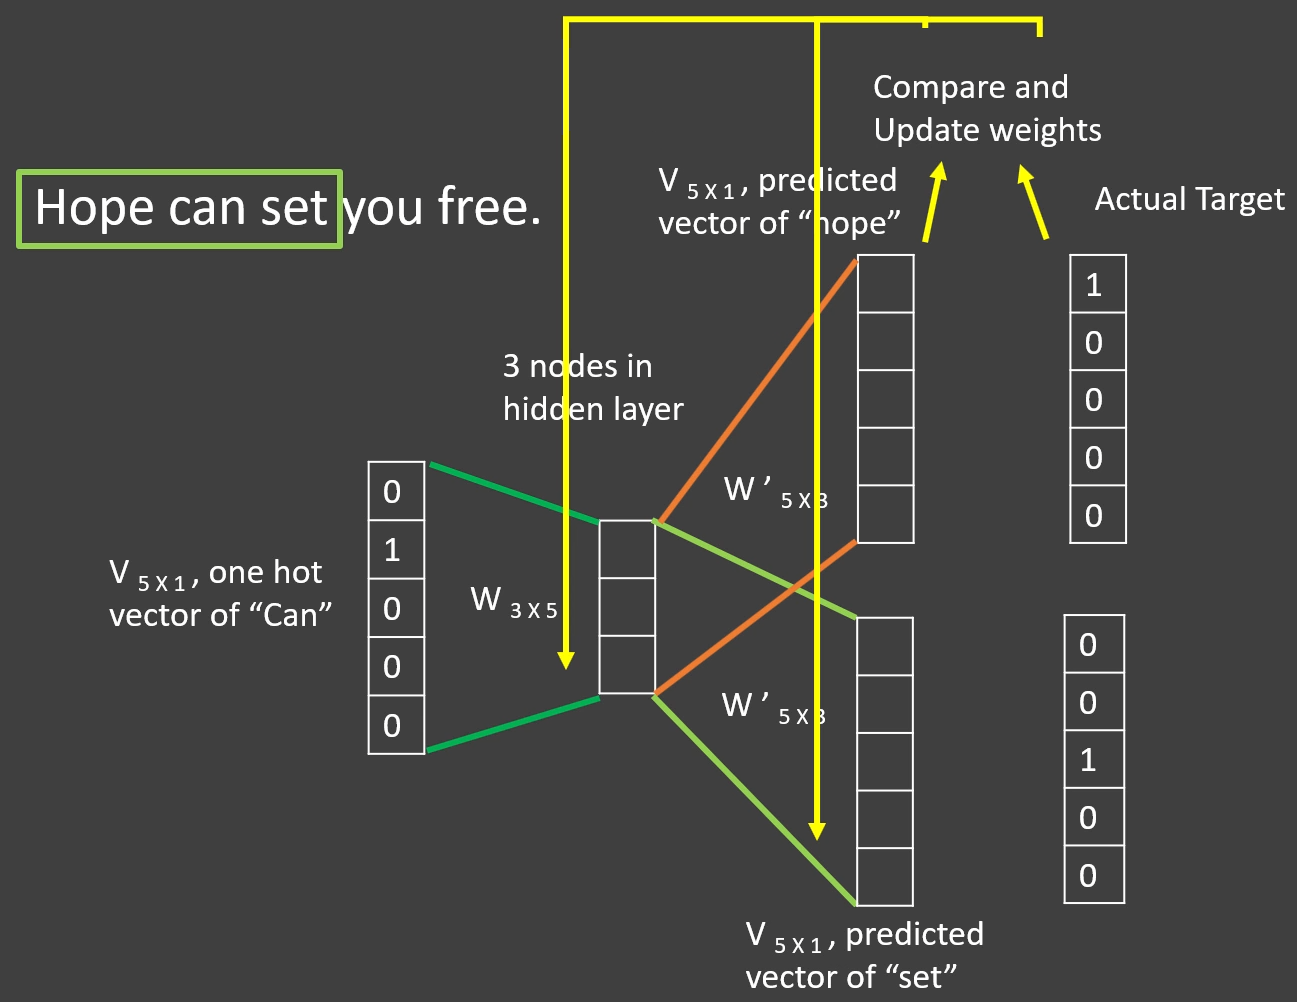 Compare and
Update weights
Hope can set you free.
V 5 X 1 , predicted
vector of “hope”
Actual Target
1
0
0
0
0
3 nodes in
hidden layer
W ’ 5 X 3
0
1
0
0
0
V 5 X 1 , one hot
vector of “Can”
W 3 X 5
W ’ 5 X 3
0
0
1
0
0
V 5 X 1 , predicted
vector of “set”